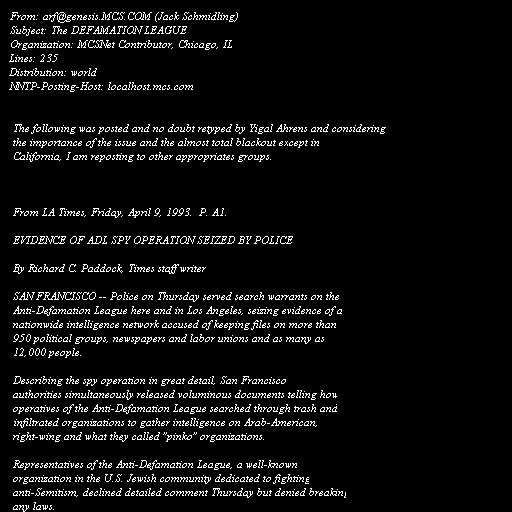 From: arf@genesis.MCS.COM (Jack Schmidling)
Subject: The DEFAMATION LEAGUE
Organization: MCSNet Contributor, Chicago, IL
Lines: 235
Distribution: world
NNTP-Posting-Host: localhost.mcs.com
The following was posted and no doubt retyped by Yigal Ahrens and considering
the importance of the issue and the almost total blackout except in
California, I am reposting to other appropriates groups.
From LA Times, Friday, April 9, 1993. P. A1.
EVIDENCE OF ADL SPY OPERATION SEIZED BY POLICE
By Richard C. Paddock, Times staff writer
SAN FRANCISCO -- Police on Thursday served search warrants on the
Anti-Defamation League here and in Los Angeles, seizing evidence of a
nationwide intelligence network accused of keeping files on more than
950 political groups, newspapers and labor unions and as many as
12,000 people.
Describing the spy operation in great detail, San Francisco
authorities simultaneously released voluminous documents telling how
operatives of the Anti-Defamation League searched through trash and
infiltrated organizations to gather intelligence on Arab-American,
right-wing and what they called "pinko" organizations.
Representatives of the Anti-Defamation League, a well-known
organization in the U.S. Jewish community dedicated to fighting
anti-Semitism, declined detailed comment Thursday but denied breaking
any laws.